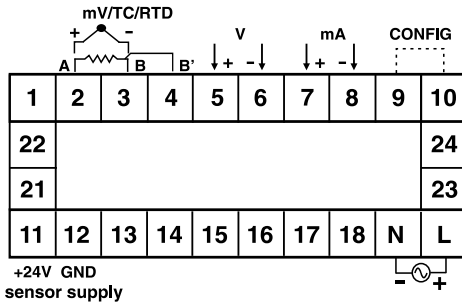 mV/TC/RTD V mA CONFIG
+ - + - + -
A B B'
1 2 3 4 5 6 7 8 9 10
22 24
21 23
11 12 13 14 15 16 17 18 N L
+24V GND - +
sensor supply